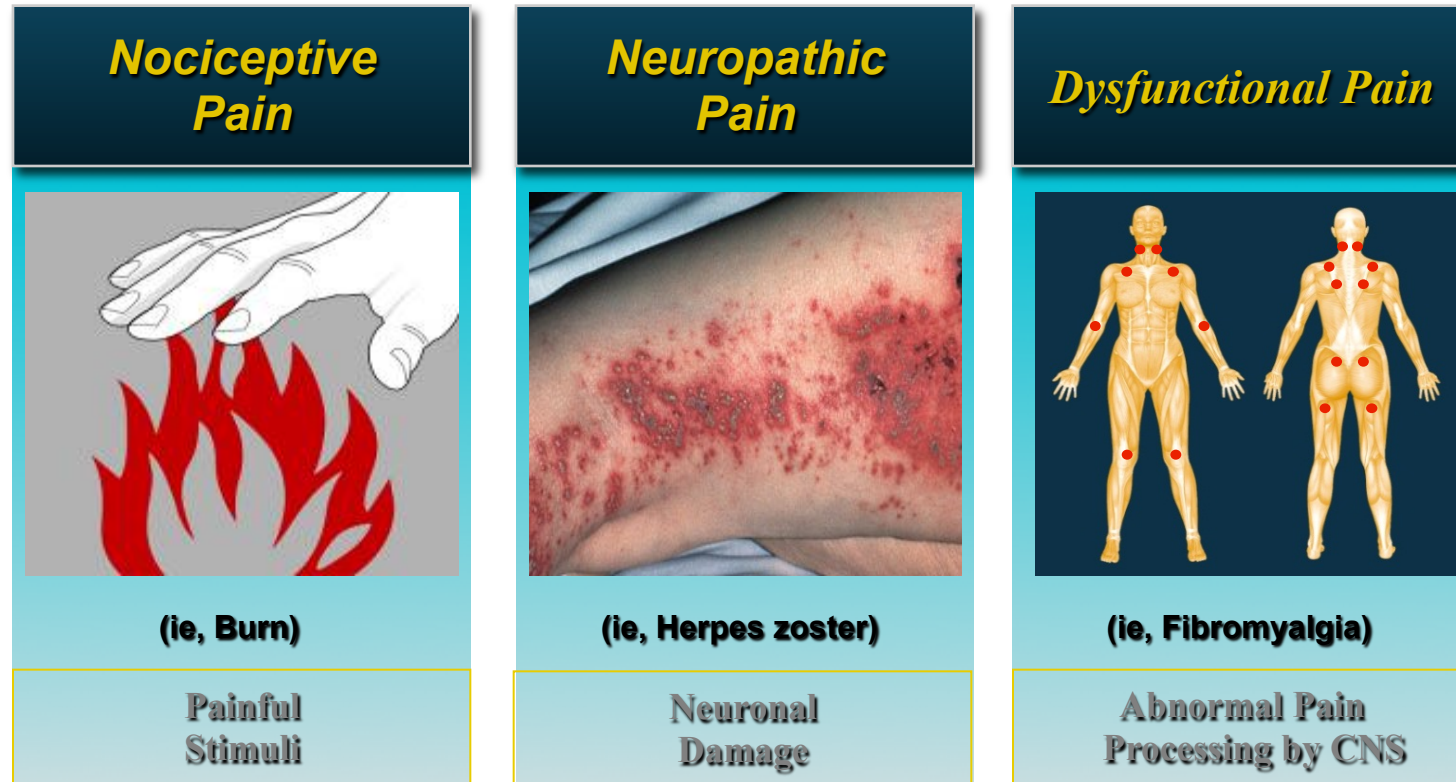 Nociceptive
Pain
(ie, Burn)
Painful
Stimuli
Neuropathic
Pain
(ie, Herpes zoster)
Neuronal
Damage
Dysfunctional Pain
(ie, Fibromyalgia)
Abnormal Pain
Processing by CNS